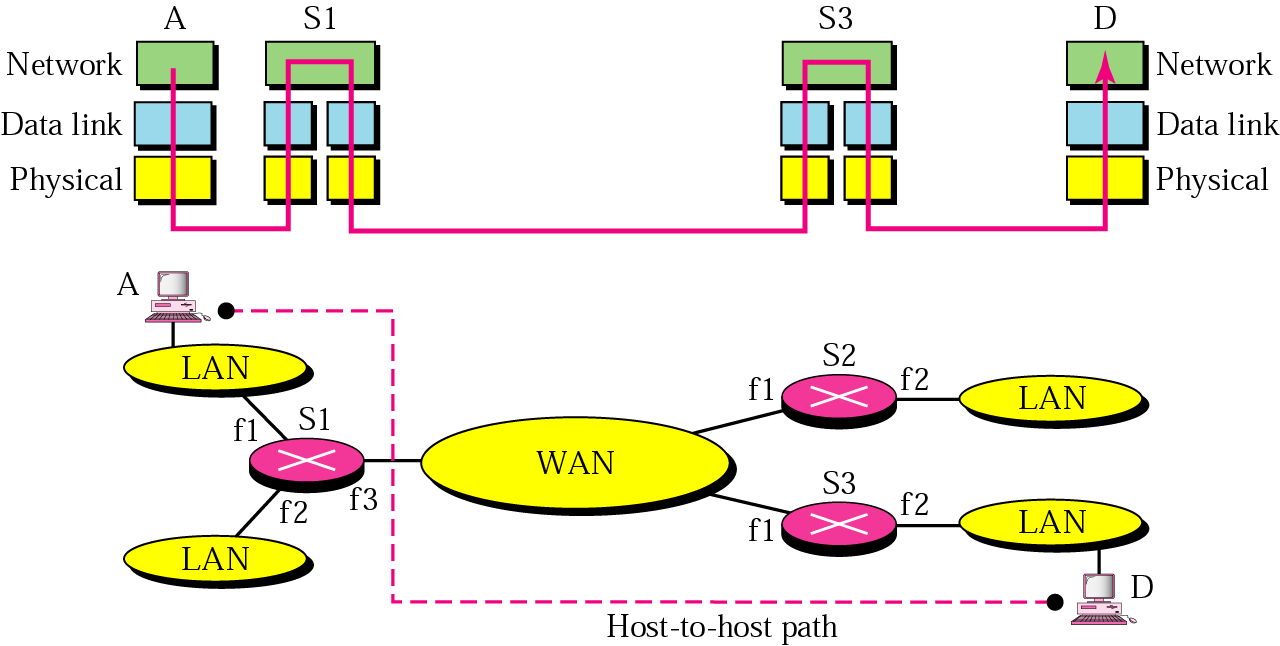 A S1 S3 D
Network Network
Data link Data link
Physical Physical
A
LAN
S2
f1 f2
LAN
S1
f1
WAN
f3
f2
S3
f1 f2
LAN
LAN
D
Host-to-host path